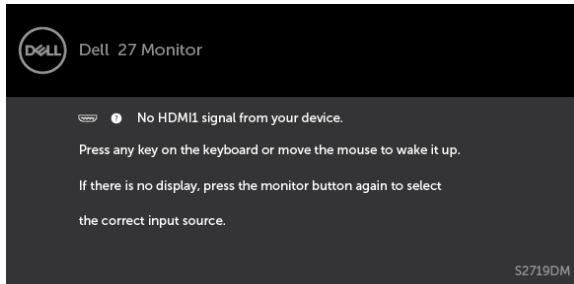 DELL
Dell 27 Monitor
? No HDMI1 signal from your device.
Press any key on the keyboard or move the mouse to wake it up.
If there is no display, press the monitor button again to select
the correct input source.
S2719DM